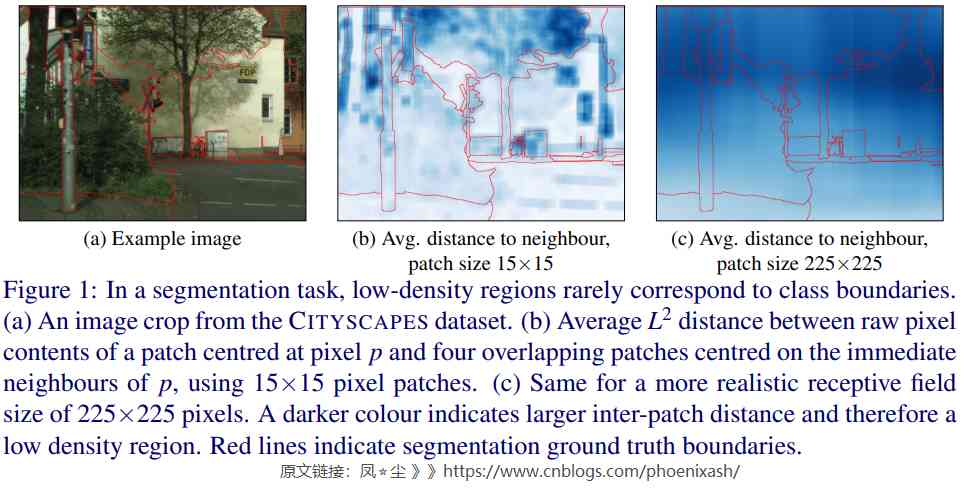 FDP
(a) Example image
(b) Avg. distance to neighbour,
patch size 15×15
(c) Avg. distance to neighbour,
patch size 225×225
Figure 1: In a segmentation task, low-density regions rarely correspond to class boundaries.
(a) An image crop from the CITYSCAPES dataset. (b) Average L² distance between raw pixel
contents of a patch centred at pixel p and four overlapping patches centred on the immediate
neighbours of p, using 15×15 pixel patches. (c) Same for a more realistic receptive field
size of 225×225 pixels. A darker colour indicates larger inter-patch distance and therefore a
low density region. Red lines indicate segmentation ground truth boundaries.
原文链接：凤☆尘 》》https://www.cnblogs.com/phoenixash/